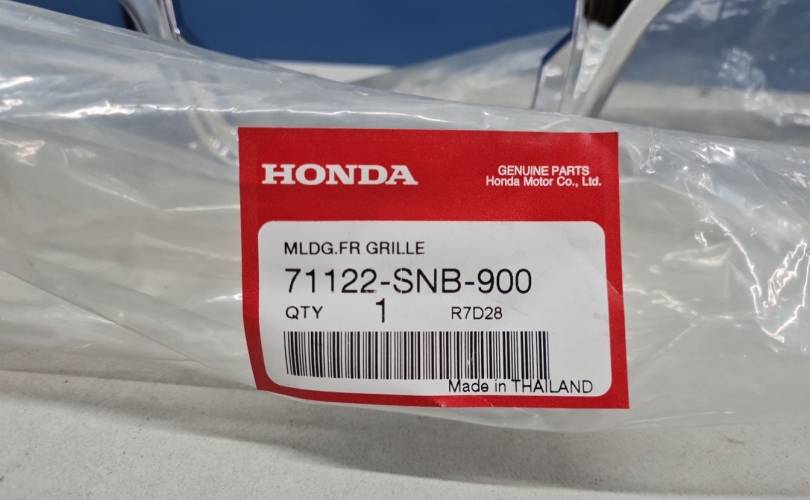 HONDA
GENUINE PARTS
Honda Motor Co., Ltd.
MLDG.FR GRILLE
71122-SNB-900
QTY 1 R7D28
Made in THAILAND